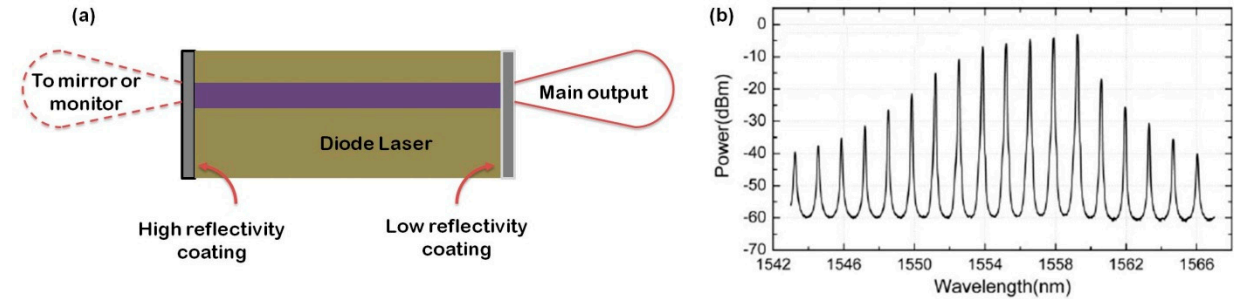 (a)
To mirror or
monitor
Main output
Diode Laser
High reflectivity
coating
Low reflectivity
coating
(b)
Power(dBm)
0
-10
-20
-30
-40
-50
-60
-70
1542 1546 1550 1554 1558 1562 1566
Wavelength(nm)